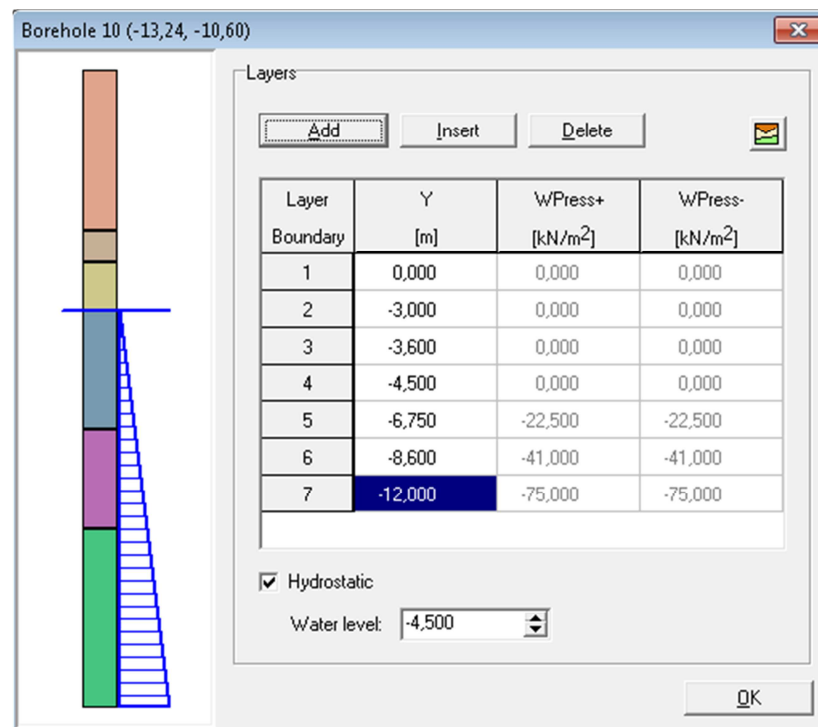 Borehole 10 (-13,24, -10,60)
Layers
Add Insert Delete
Layer Y WPress+ WPress-
Boundary [m] [kN/m2] [kN/m2]
1 0,000 0,000 0,000
2 -3,000 0,000 0,000
3 -3,600 0,000 0,000
4 -4,500 0,000 0,000
5 -6,750 -22,500 -22,500
6 -8,600 -41,000 -41,000
7 -12,000 -75,000 -75,000
Hydrostatic
Water level: -4,500
OK